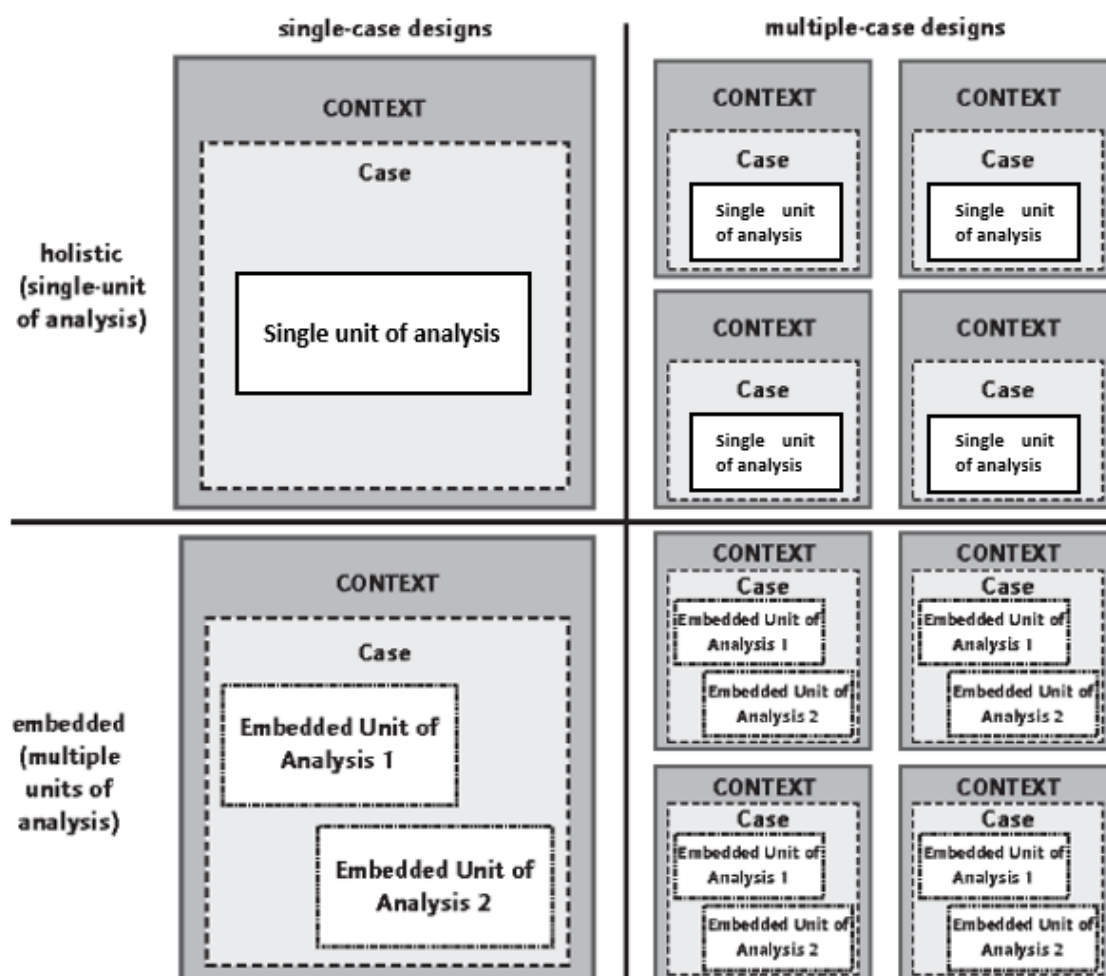 single-case designs
multiple-case designs
holistic
(single-unit
of analysis)
CONTEXT
Case
Single unit of analysis
CONTEXT
Case
Single unit
of analysis
CONTEXT
Case
Single unit
of analysis
CONTEXT
Case
Single unit
of analysis
CONTEXT
Case
Single unit
of analysis
embedded
(multiple
units of
analysis)
CONTEXT
Case
Embedded Unit of
Analysis 1
Embedded Unit of
Analysis 2
CONTEXT
Case
Embedded Unit of
Analysis 1
Embedded Unit of
Analysis 2
CONTEXT
Case
Embedded Unit of
Analysis 1
Embedded Unit of
Analysis 2
CONTEXT
Case
Embedded Unit of
Analysis 1
Embedded Unit of
Analysis 2
CONTEXT
Case
Embedded Unit of
Analysis 1
Embedded Unit of
Analysis 2